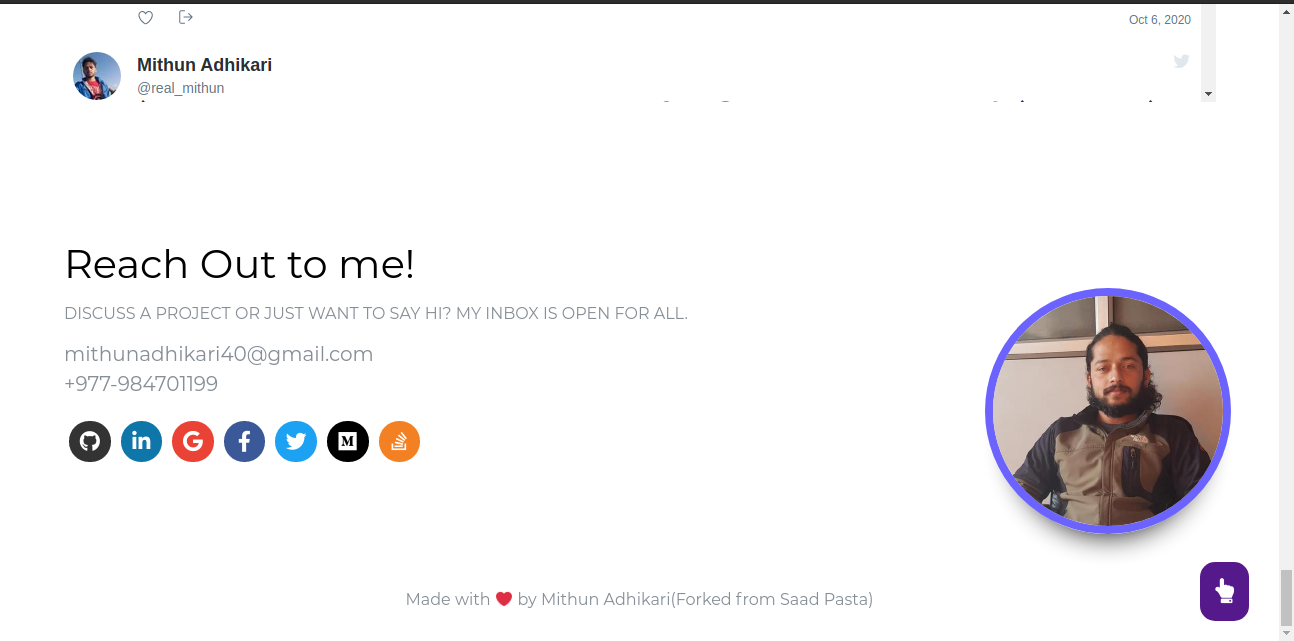 Oct 6, 2020
Mithun Adhikari
@real_mithun
Reach Out to me!
DISCUSS A PROJECT OR JUST WANT TO SAY HI? MY INBOX IS OPEN FOR ALL.
mithunadhikari40@gmail.com
+977-984701199
Made with ❤️ by Mithun Adhikari(Forked from Saad Pasta)